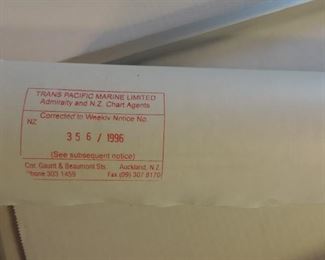 TRANS PACIFIC MARINE LIMITED
Admiralty and N.Z. Chart Agents
Corrected to Weekly Notice No.
NZ
356 / 1996
(See subsequent notice)
Cnr. Gaunt & Beaumont Sts. Auckland, N.Z.
Phone 303 1459 Fax (09) 307 8170